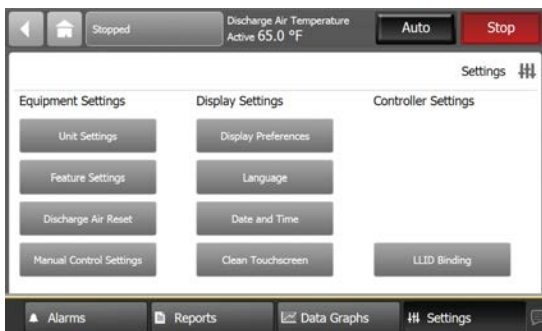 Stopped
Discharge Air Temperature
Active 65.0 °F
Auto
Stop
Settings
Equipment Settings
Display Settings
Controller Settings
Unit Settings
Display Preferences
Feature Settings
Language
Discharge Air Reset
Date and Time
Manual Control Settings
Clean Touchscreen
LLID Binding
Alarms
Reports
Data Graphs
Settings